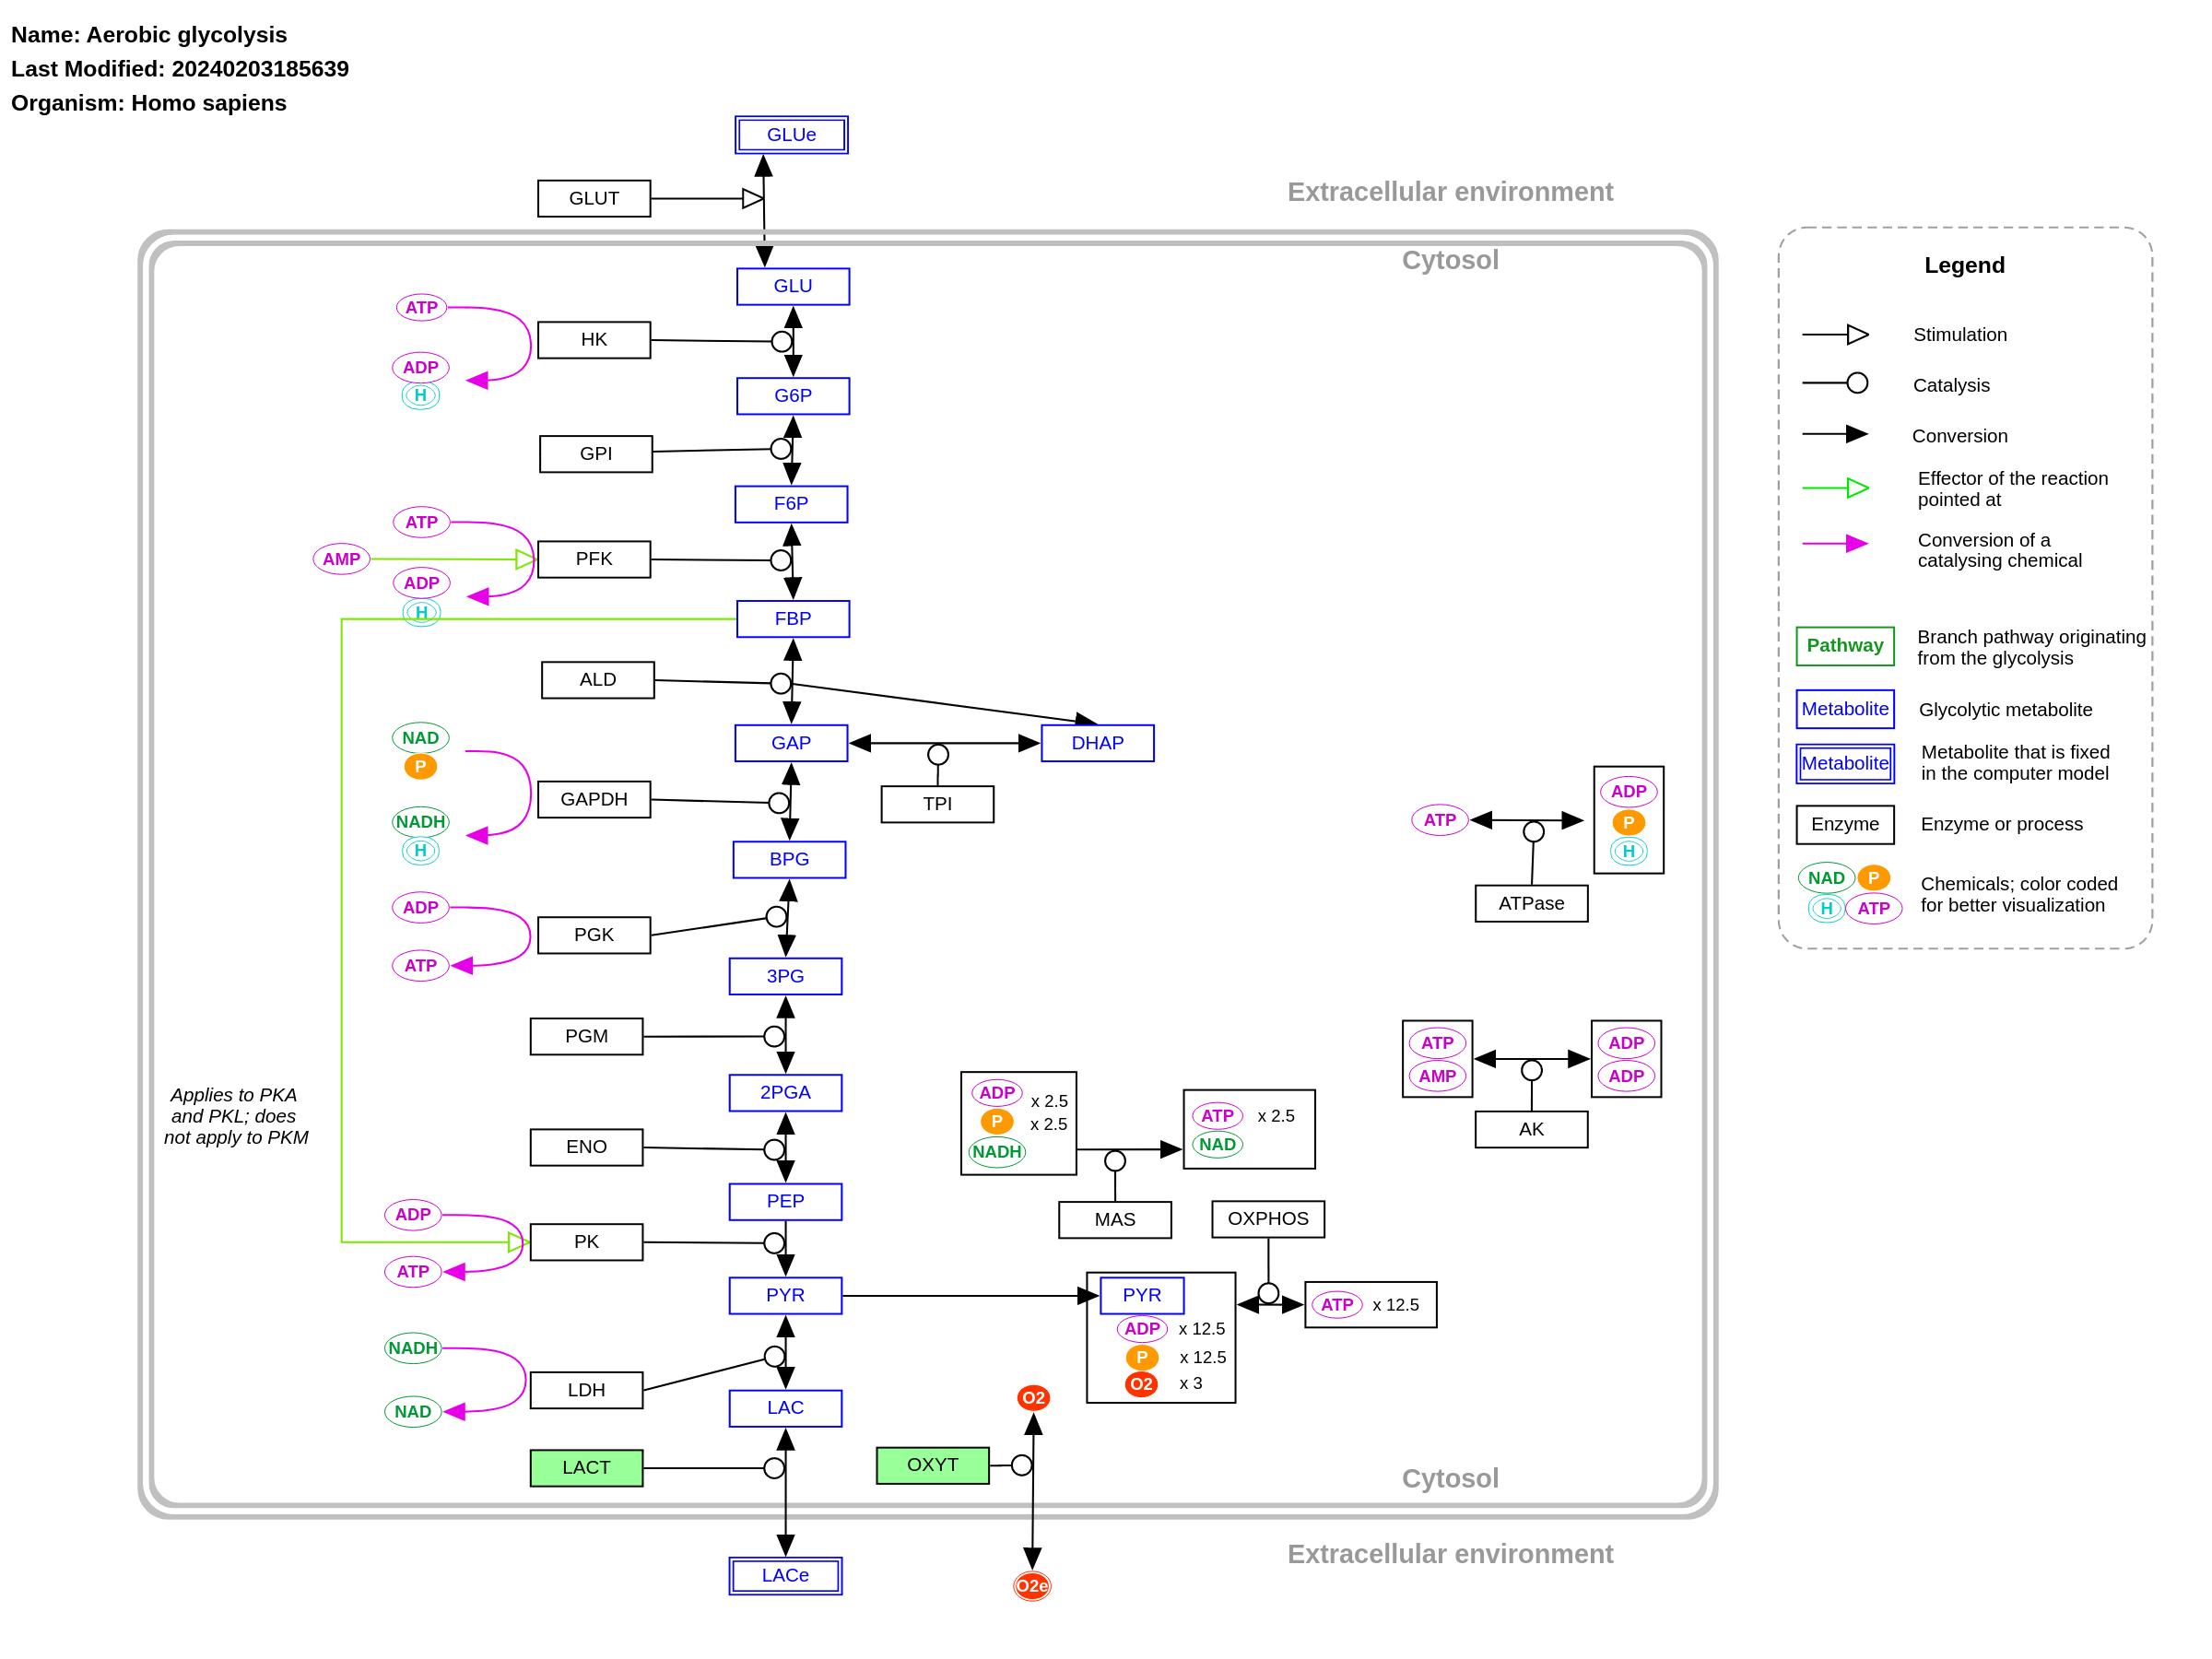 Name: Aerobic glycolysis
Last Modified: 20240203185639
Organism: Homo sapiens
GLUe
GLUT
Extracellular environment
Cytosol
GLU
ATP
HK
ADP
H
G6P
GPI
F6P
ATP
AMP
PFK
ADP
H
FBP
ALD
GAP
DHAP
TPI
NAD
P
GAPDH
NADH
H
BPG
ADP
PGK
ATP
3PG
PGM
2PGA
Applies to PKA
and PKL; does
not apply to PKM
ENO
PEP
ADP
PK
ATP
PYR
NADH
LDH
NAD
LAC
LACT
LACe
ATP
ADP
P
H
ATPase
ATP
AMP
ADP
ADP
AK
ADP x 2.5
P x 2.5
NADH
ATP x 2.5
NAD
MAS
OXPHOS
PYR
ADP x 12.5
P x 12.5
O2 x 3
ATP x 12.5
O2
OXYT
O2e
Cytosol
Extracellular environment
Legend
Stimulation
Catalysis
Conversion
Effector of the reaction
pointed at
Conversion of a
catalysing chemical
Pathway
Branch pathway originating
from the glycolysis
Metabolite
Glycolytic metabolite
Metabolite
Metabolite that is fixed
in the computer model
Enzyme
Enzyme or process
NAD P
H ATP
Chemicals; color coded
for better visualization